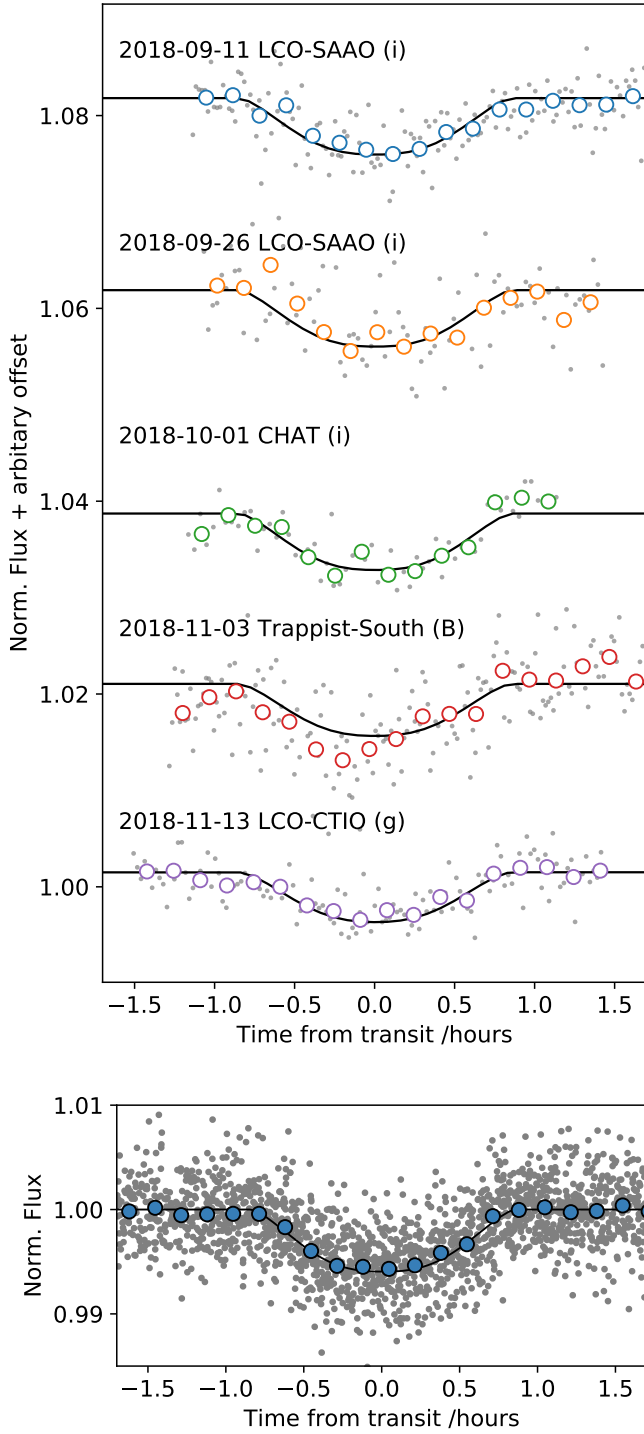 2018-09-11 LCO-SAAO (i)
1.08
2018-09-26 LCO-SAAO (i)
1.06
Norm. Flux + arbitary offset
2018-10-01 CHAT (i)
1.04
2018-11-03 Trappist-South (B)
1.02
2018-11-13 LCO-CTIO (g)
1.00
−1.5 −1.0 −0.5 0.0 0.5 1.0 1.5
Time from transit /hours
1.01
1.00
0.99
Norm. Flux
−1.5 −1.0 −0.5 0.0 0.5 1.0 1.5
Time from transit /hours